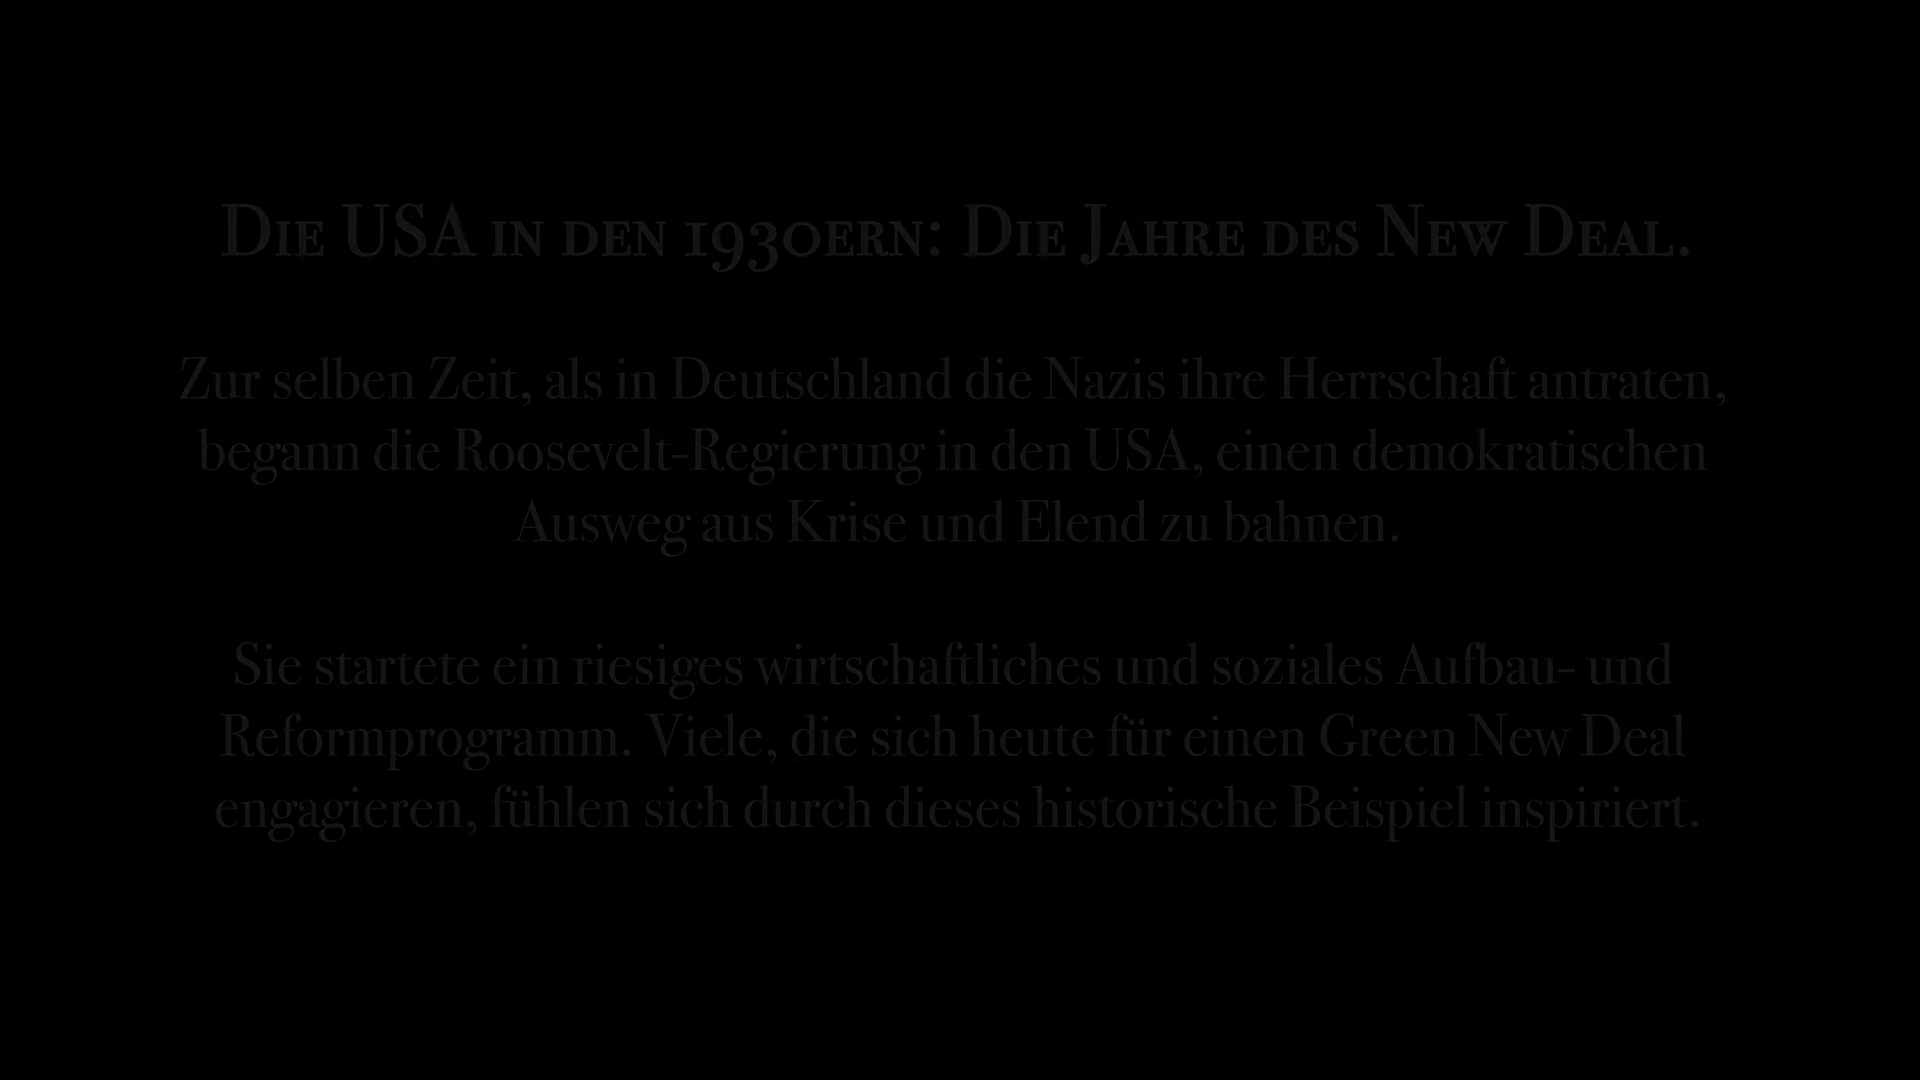 Die USA in den 1930ern: Die Jahre des New Deal.
Zur selben Zeit, als in Deutschland die Nazis ihre Herrschaft antraten,
begann die Roosevelt-Regierung in den USA, einen demokratischen
Ausweg aus Krise und Elend zu bahnen.
Sie startete ein riesiges wirtschaftliches und soziales Aufbau- und
Reformprogramm. Viele, die sich heute für einen Green New Deal
engagieren, fühlen sich durch dieses historische Beispiel inspiriert.